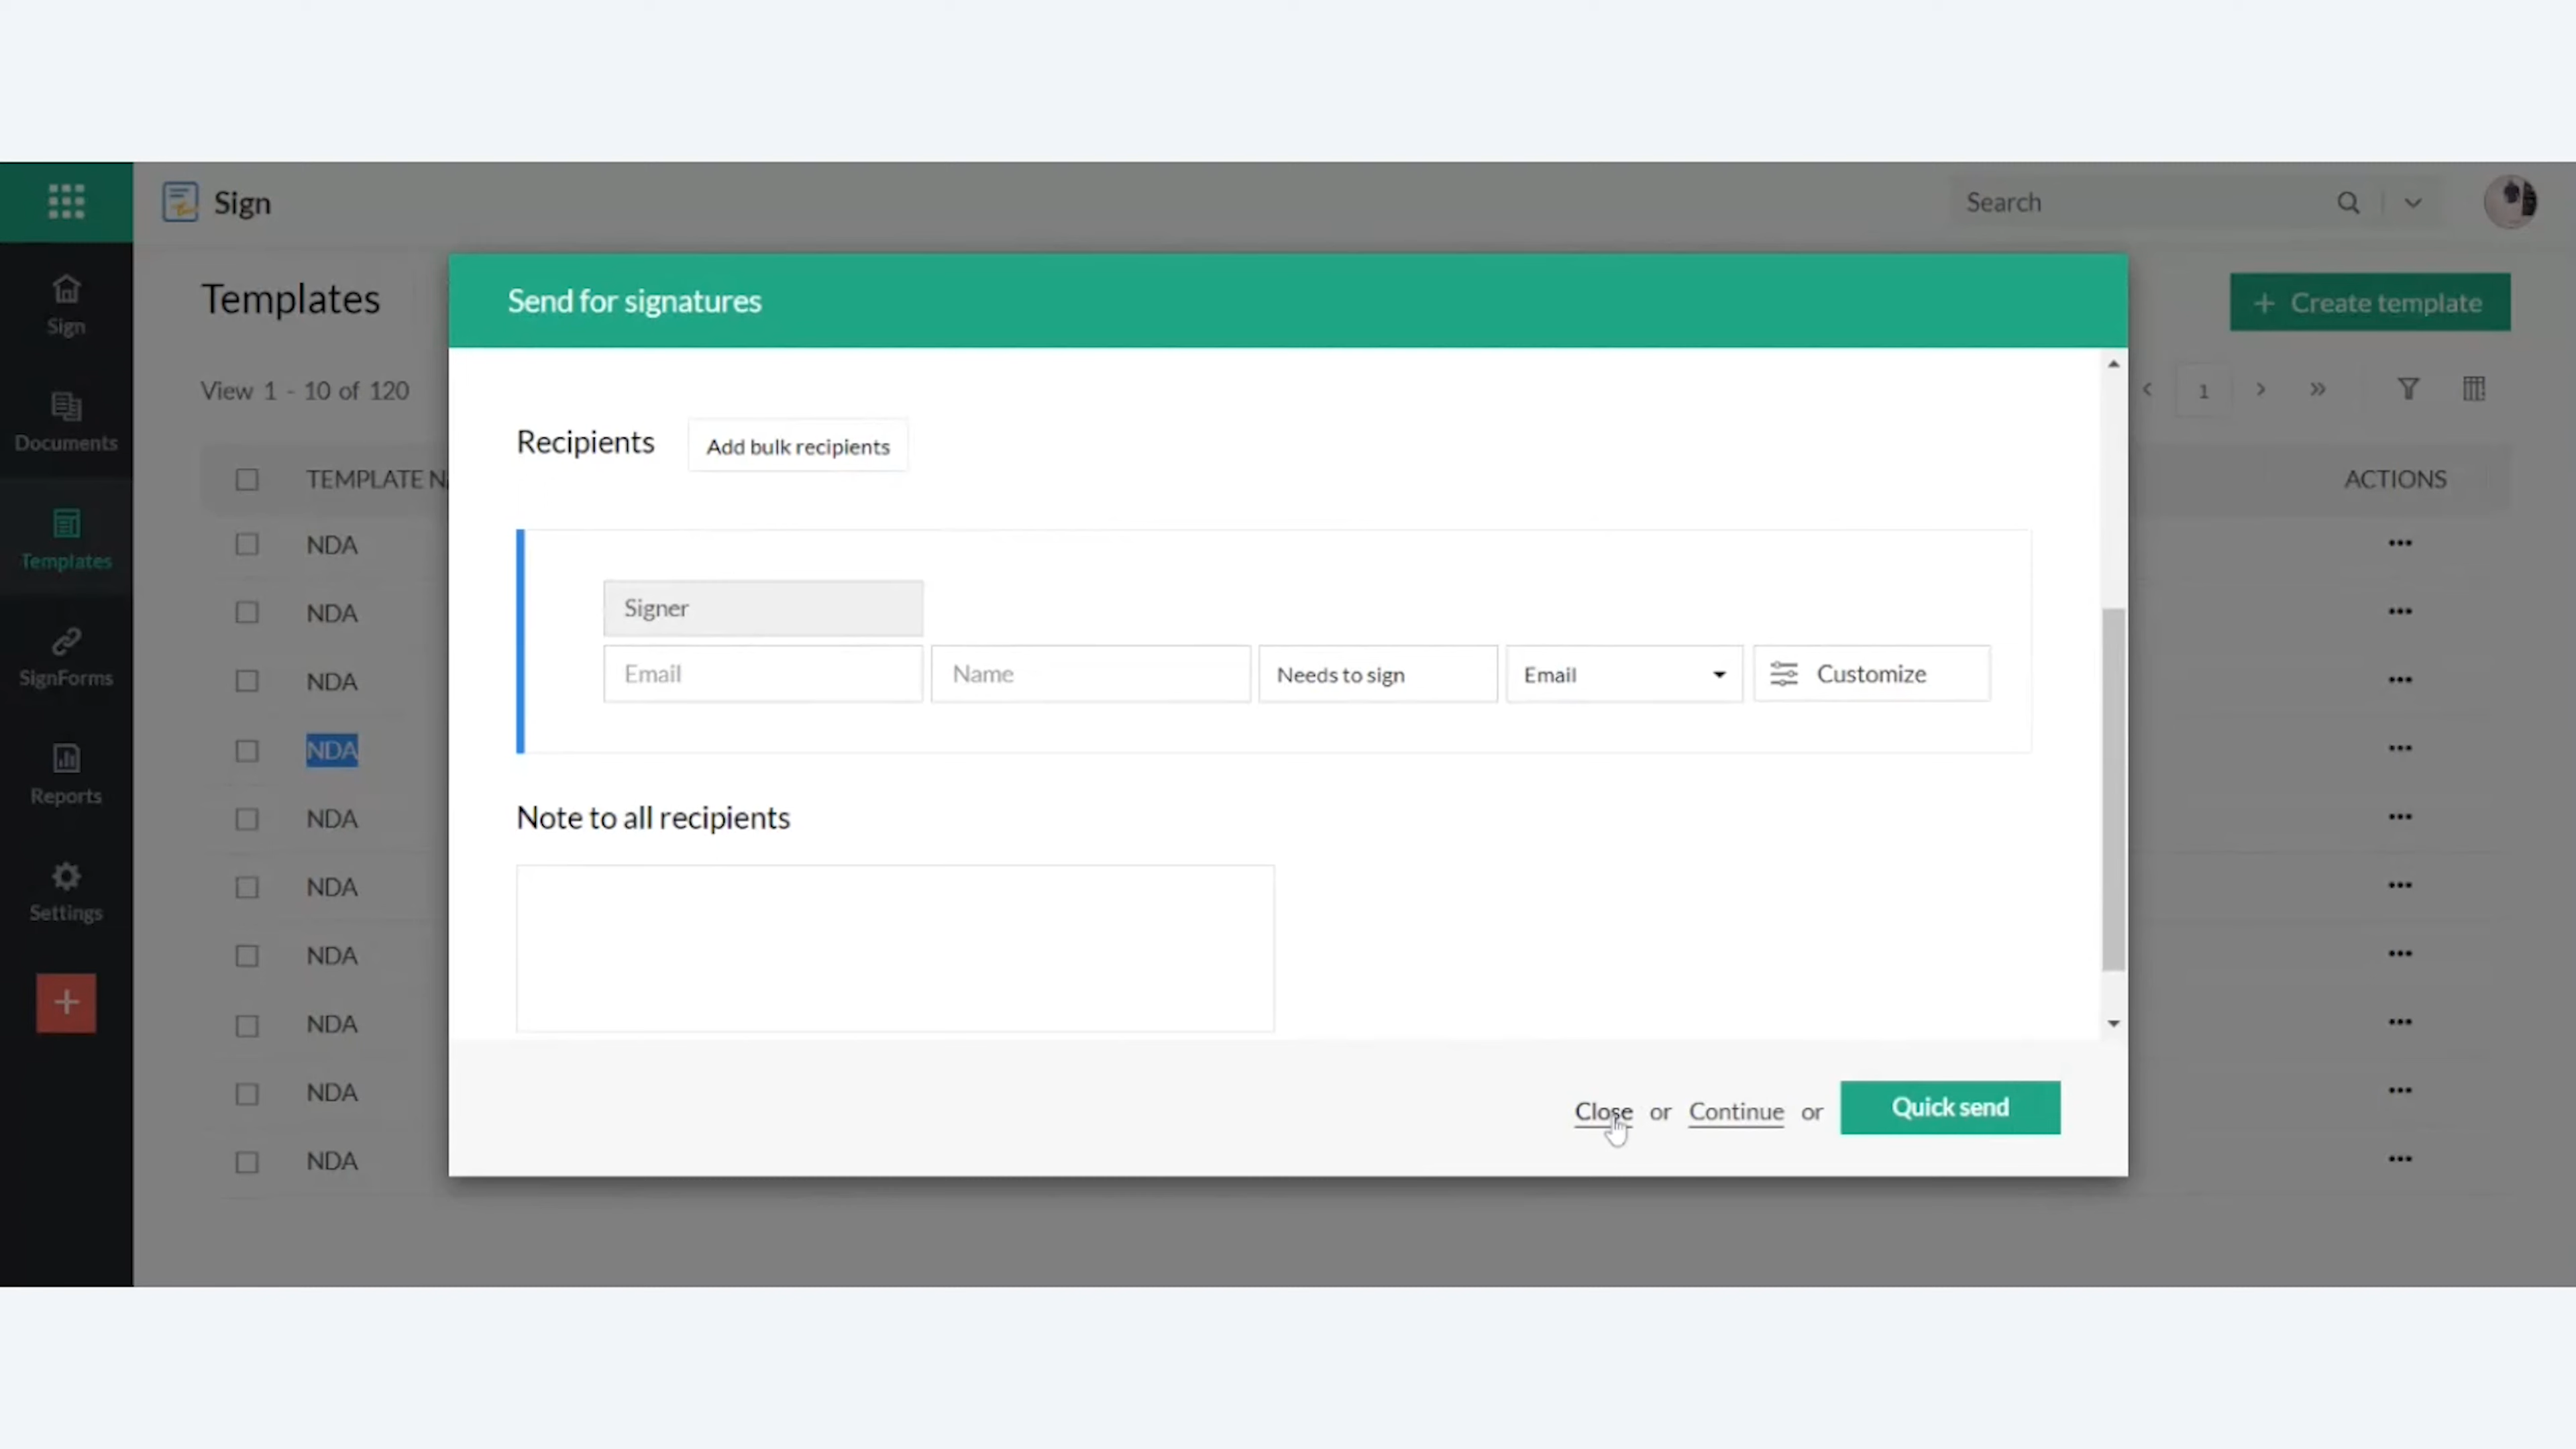 Sign
Search
Sign
Documents
Templates
SignForms
Reports
Settings
Templates
+ Create template
View 1 - 10 of 120
1
TEMPLATE N
ACTIONS
NDA
NDA
NDA
NDA
NDA
NDA
NDA
NDA
NDA
NDA
Send for signatures
Recipients
Add bulk recipients
Signer
Email
Name
Needs to sign
Email
Customize
Note to all recipients
Close or Continue or Quick send